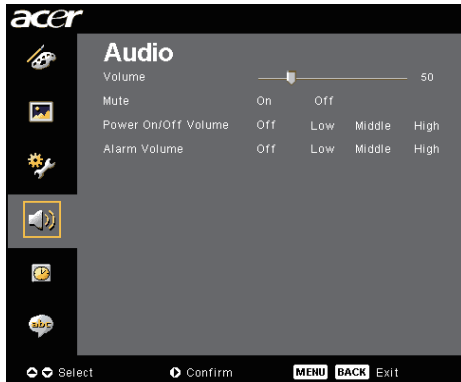 acer
Audio
Volume 50
Mute On Off
Power On/Off Volume Off Low Middle High
Alarm Volume Off Low Middle High
abc
Select Confirm MENU BACK Exit